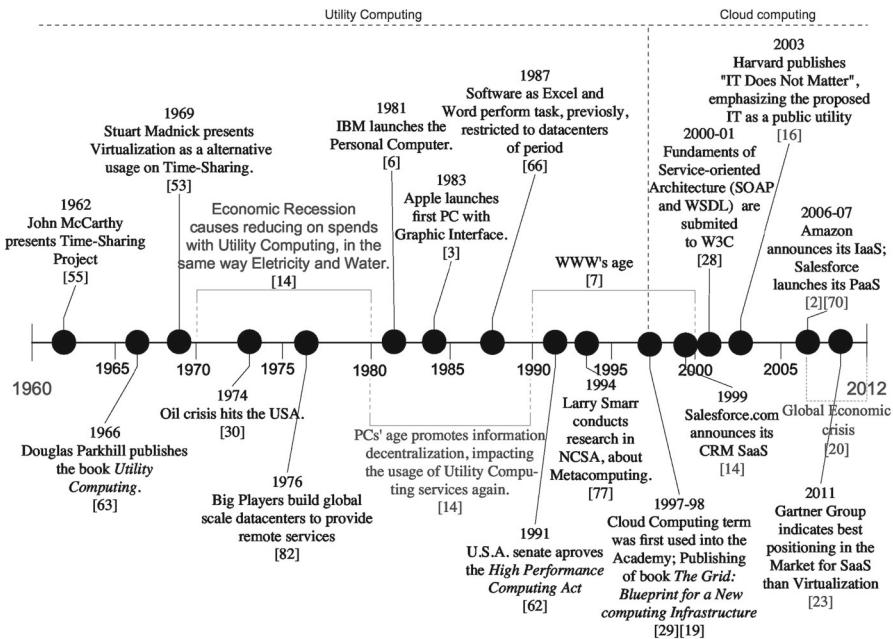 Utility Computing
Cloud computing
2003
Harvard publishes
"IT Does Not Matter",
emphasizing the proposed
IT as a public utility
[16]
1987
Software as Excel and
Word perform task, previosly,
restricted to datacenters
of period
[66]
1969
Stuart Madnick presents
Virtualization as a alternative
usage on Time-Sharing.
[53]
1981
IBM launches the
Personal Computer.
[6]
2000-01
Fundaments of
Service-oriented
Architecture (SOAP
and WSDL) are
submited
to W3C
[28]
1983
Apple launches
first PC with
Graphic Interface.
[3]
1962
John McCarthy
presents Time-Sharing
Project
[55]
Economic Recession
causes reducing on spends
with Utility Computing, in the
same way Eletricity and Water.
[14]
2006-07
Amazon
announces its IaaS;
Salesforce
launches its PaaS
[2][70]
WWW's age
[7]
1960
1965
1970
1975
1980
1985
1990
1995
2000
2005
2012
1974
Oil crisis hits the USA.
[30]
1994
Larry Smarr
conducts
research in
NCSA, about
Metacomputing.
[77]
1999
Salesforce.com
announces its
CRM SaaS
[14]
Global Economic
crisis
[20]
1966
Douglas Parkhill publishes
the book Utility
Computing.
[63]
PCs' age promotes information
decentralization, impacting
the usage of Utility Compu-
ting services again.
[14]
1976
Big Players build global
scale datacenters to provide
remote services
[82]
1991
U.S.A. senate aproves
the High Performance
Computing Act
[62]
1997-98
Cloud Computing term
was first used into the
Academy; Publishing
of book The Grid:
Blueprint for a New
computing Infrastructure
[29][19]
2011
Gartner Group
indicates best
positioning in the
Market for SaaS
than Virtualization
[23]